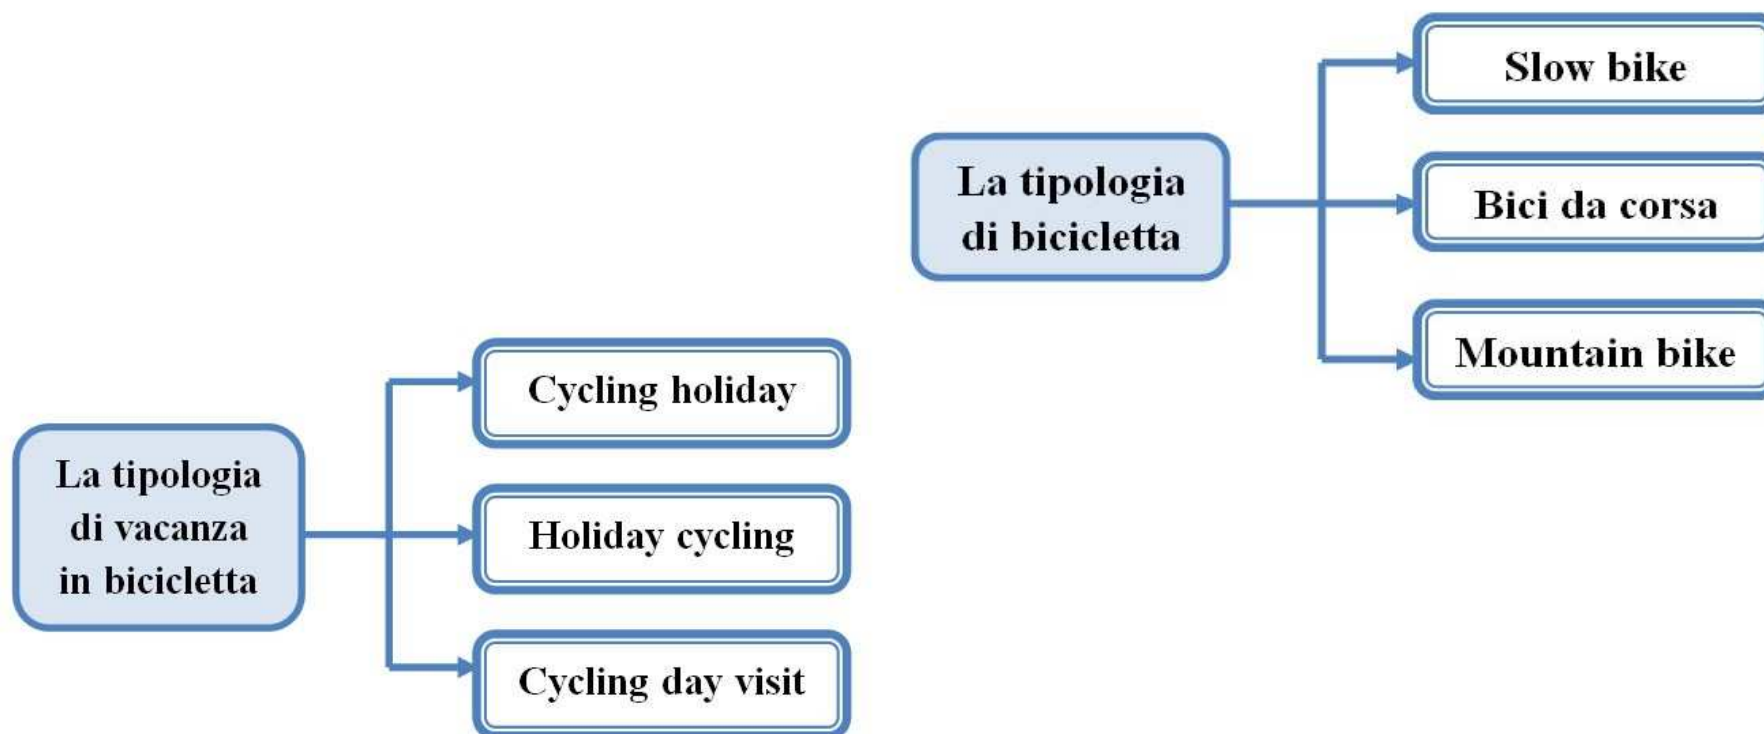 La tipologia
di bicicletta
Slow bike
Bici da corsa
Mountain bike
La tipologia
di vacanza
in bicicletta
Cycling holiday
Holiday cycling
Cycling day visit